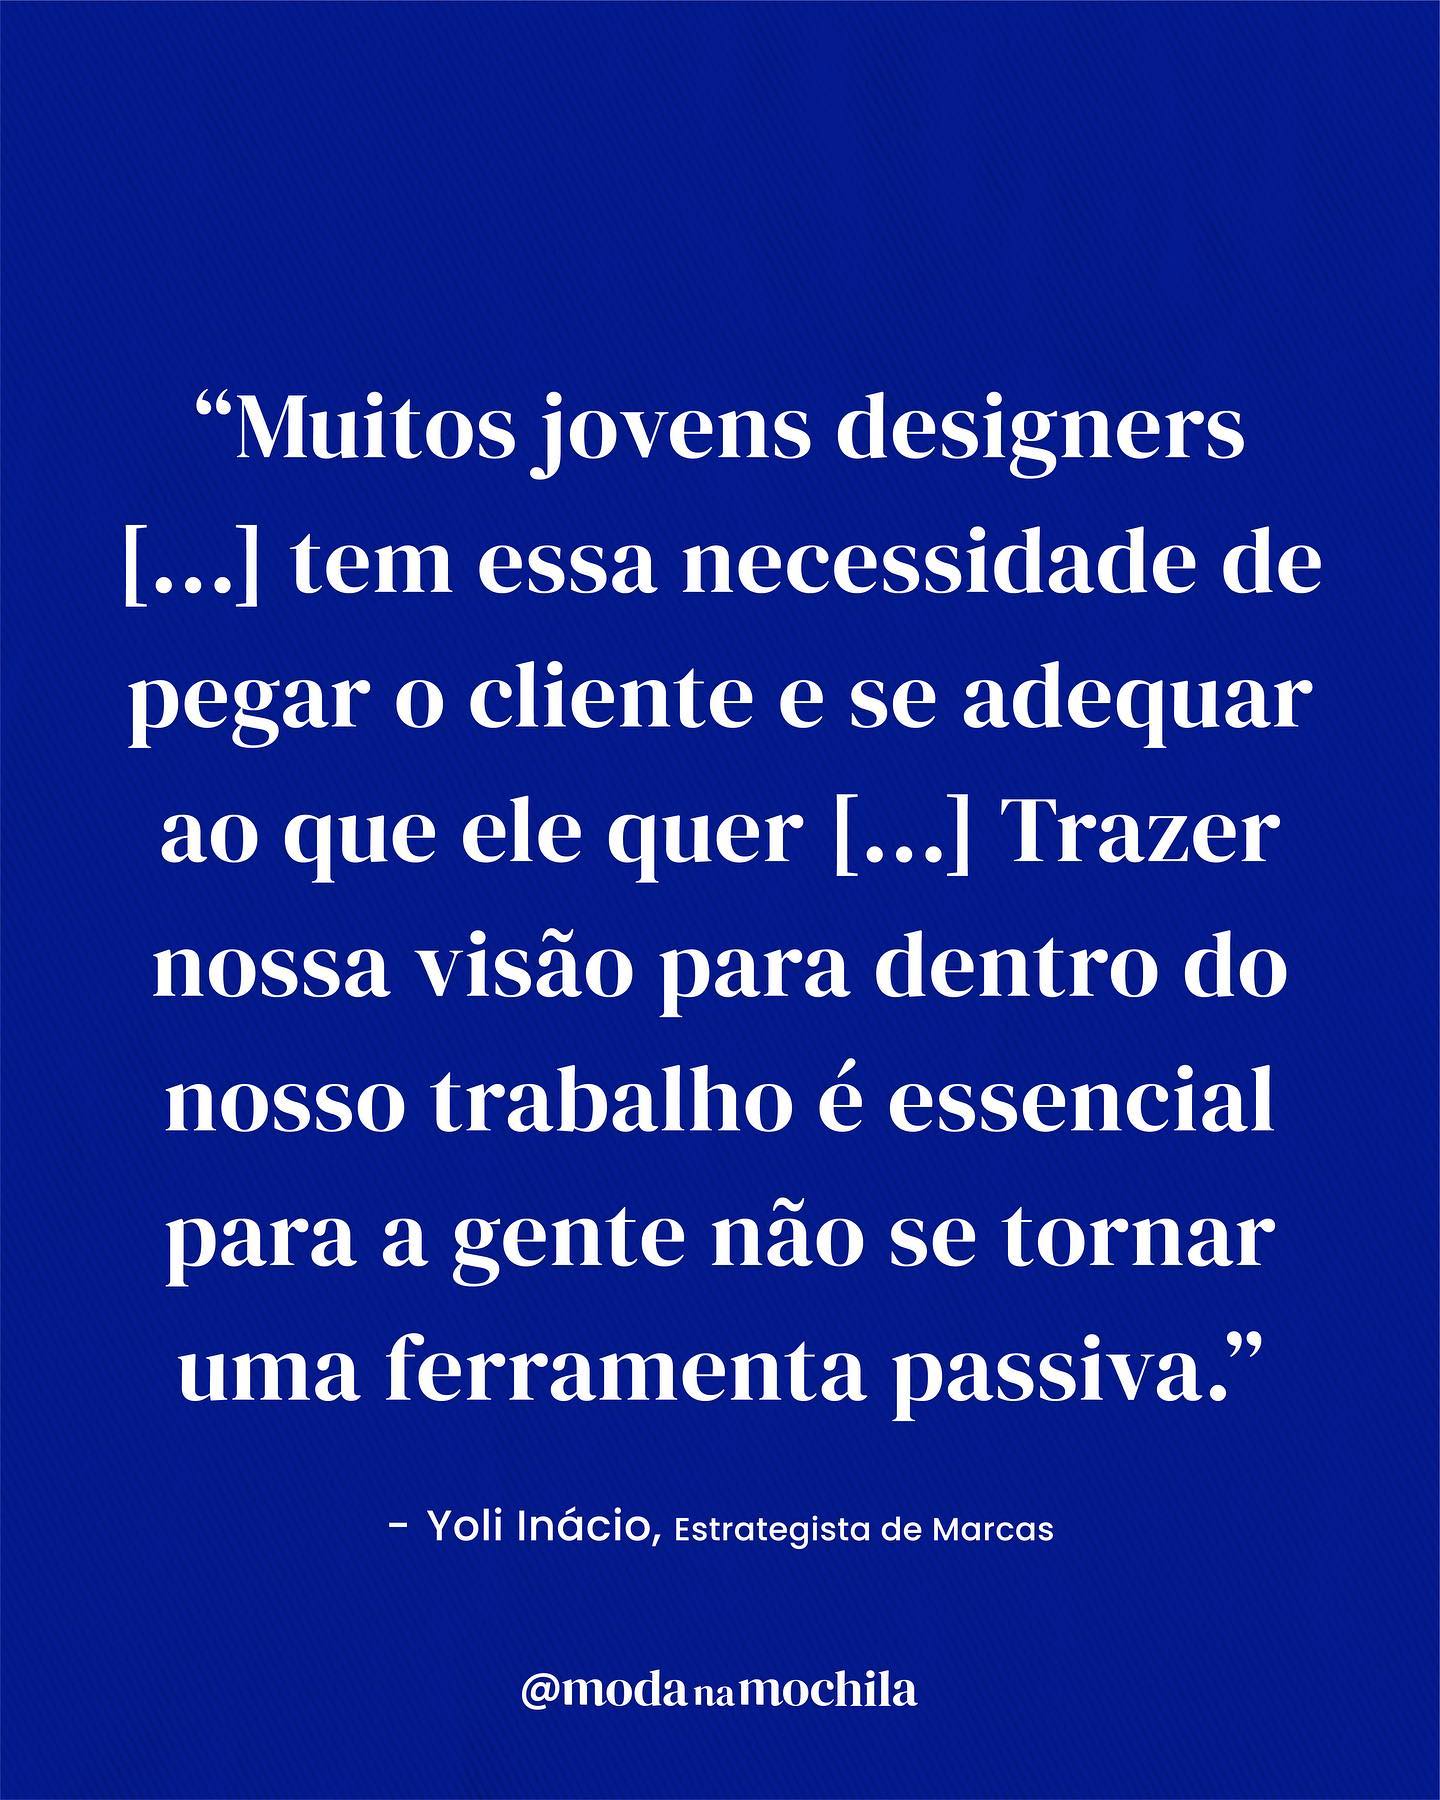 “Muitos jovens designers
[...] tem essa necessidade de
pegar o cliente e se adequar
ao que ele quer [...] Trazer
nossa visão para dentro do
nosso trabalho é essencial
para a gente não se tornar
uma ferramenta passiva.”
- Yoli Inácio, Estrategista de Marcas
@modanamochila